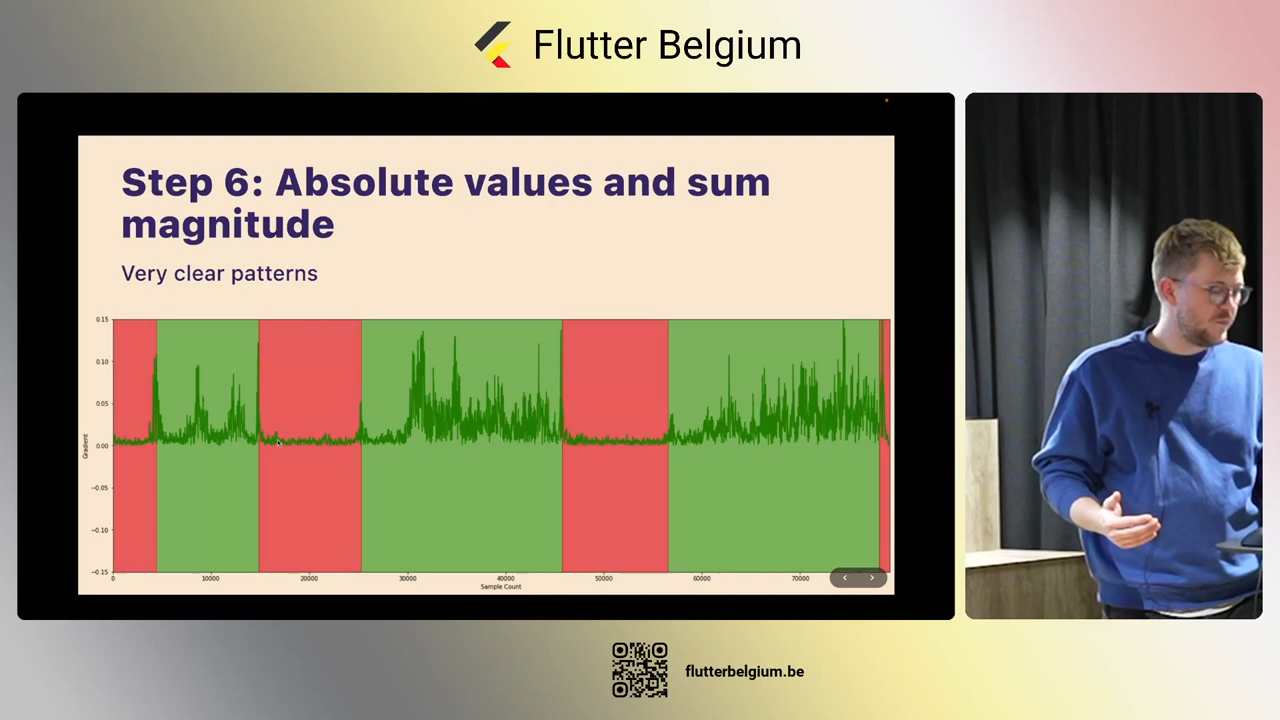 Flutter Belgium
Step 6: Absolute values and sum
magnitude
Very clear patterns
0.15
0.10
0.05
0.00
−0.05
−0.10
−0.15
Gradient
0
10000
20000
30000
40000
50000
60000
70000
Sample Count
flutterbelgium.be